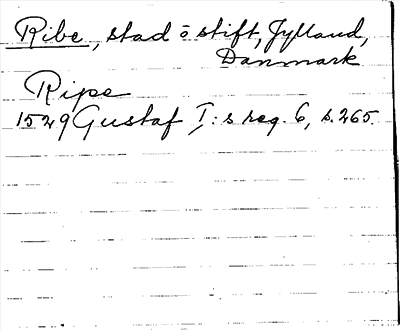 Ribe, stad o stift, Jylland,
Danmark
Ripe
1529 Gustaf I:s reg. 6, s. 265.